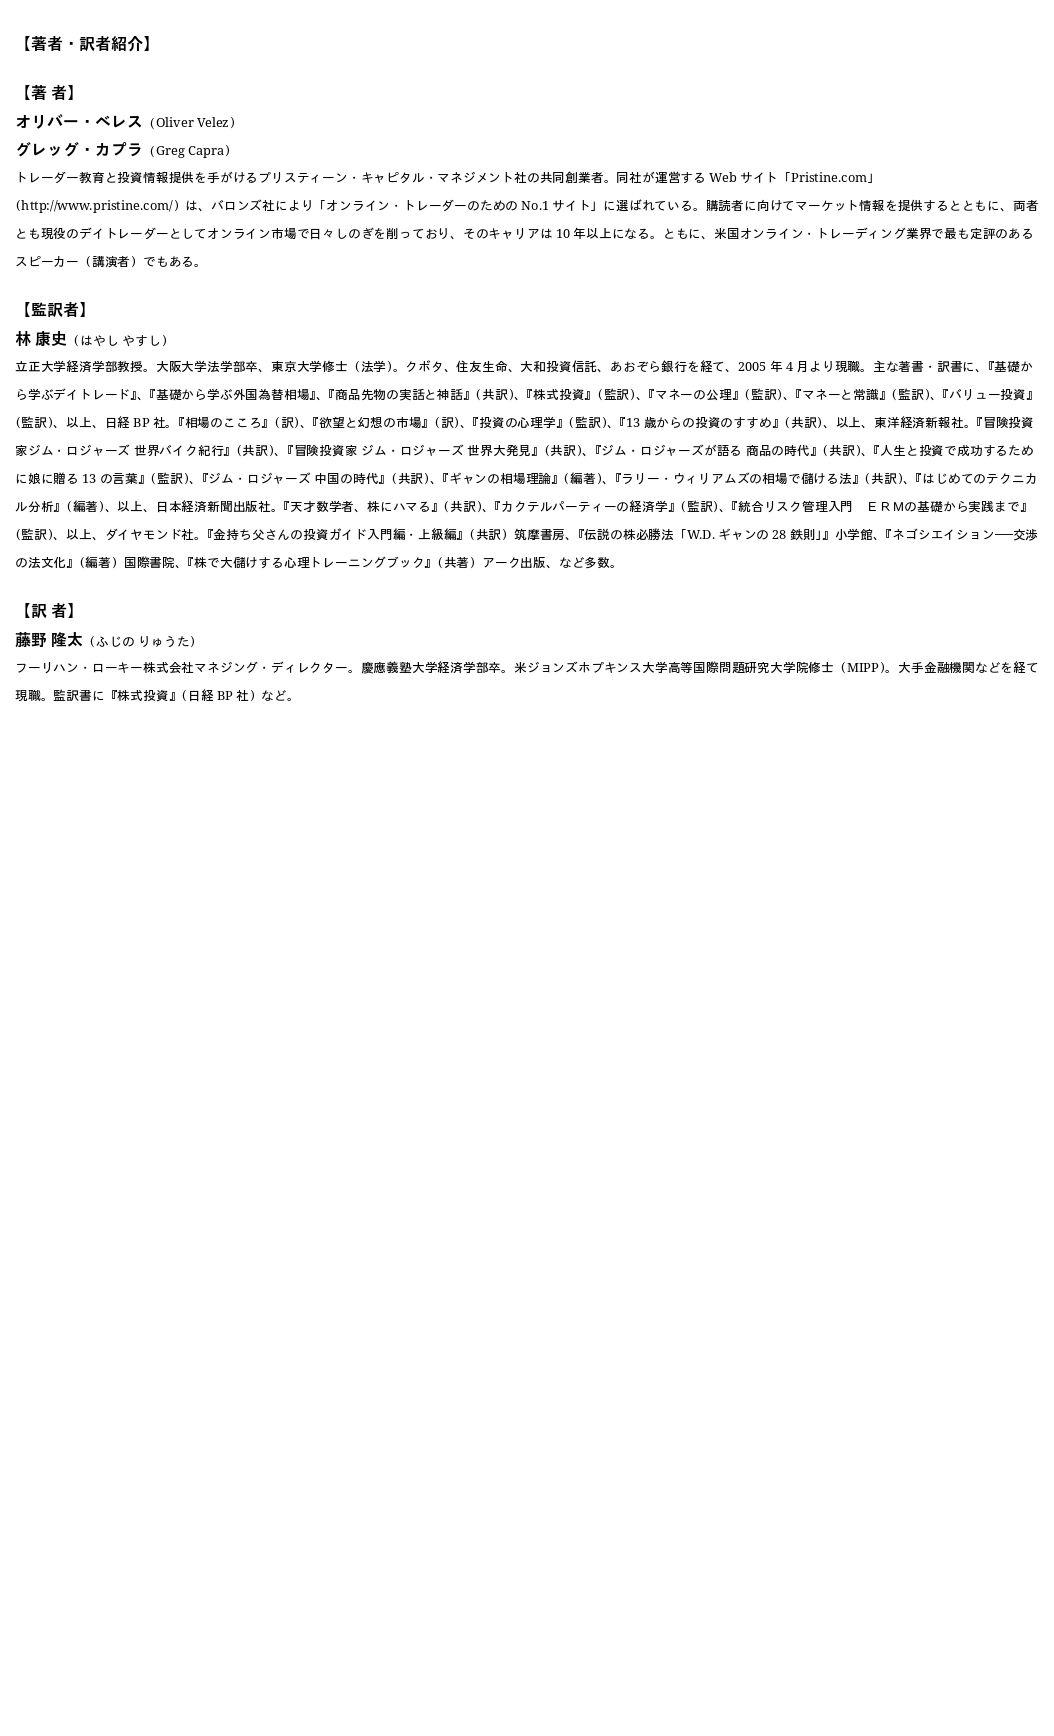 【著者・訳者紹介】
【著 者】
オリバー・ベレス（Oliver Velez）
グレッグ・カプラ（Greg Capra）
トレーダー教育と投資情報提供を手がけるプリスティーン・キャピタル・マネジメント社の共同創業者。同社が運営する Web サイト「Pristine.com」
(http://www.pristine.com/）は、バロンズ社により「オンライン・トレーダーのための No.1 サイト」に選ばれている。購読者に向けてマーケット情報を提供するとともに、両者
とも現役のデイトレーダーとしてオンライン市場で日々しのぎを削っており、そのキャリアは 10 年以上になる。ともに、米国オンライン・トレーディング業界で最も定評のある
スピーカー（講演者）でもある。
【監訳者】
林 康史（はやし やすし）
立正大学経済学部教授。大阪大学法学部卒、東京大学修士（法学）。クボタ、住友生命、大和投資信託、あおぞら銀行を経て、2005 年 4 月より現職。主な著書・訳書に、『基礎か
ら学ぶデイトレード』、『基礎から学ぶ外国為替相場』、『商品先物の実話と神話』（共訳）、『株式投資』（監訳）、『マネーの公理』（監訳）、『マネーと常識』（監訳）、『バリュー投資』
（監訳）、以上、日経 BP 社。『相場のこころ』（訳）、『欲望と幻想の市場』（訳）、『投資の心理学』（監訳）、『13 歳からの投資のすすめ』（共訳）、以上、東洋経済新報社。『冒険投資
家ジム・ロジャーズ 世界バイク紀行』（共訳）、『冒険投資家 ジム・ロジャーズ 世界大発見』（共訳）、『ジム・ロジャーズが語る 商品の時代』（共訳）、『人生と投資で成功するため
に娘に贈る 13 の言葉』（監訳）、『ジム・ロジャーズ 中国の時代』（共訳）、『ギャンの相場理論』（編著）、『ラリー・ウィリアムズの相場で儲ける法』（共訳）、『はじめてのテクニカ
ル分析』（編著）、以上、日本経済新聞出版社。『天才数学者、株にハマる』（共訳）、『カクテルパーティーの経済学』（監訳）、『統合リスク管理入門　ＥＲＭの基礎から実践まで』
（監訳）、以上、ダイヤモンド社。『金持ち父さんの投資ガイド入門編・上級編』（共訳）筑摩書房、『伝説の株必勝法「W.D. ギャンの 28 鉄則」』小学館、『ネゴシエイション──交渉
の法文化』（編著）国際書院、『株で大儲けする心理トレーニングブック』（共著）アーク出版、など多数。
【訳 者】
藤野 隆太（ふじの りゅうた）
フーリハン・ローキー株式会社マネジング・ディレクター。慶應義塾大学経済学部卒。米ジョンズホプキンス大学高等国際問題研究大学院修士（MIPP）。大手金融機関などを経て
現職。監訳書に『株式投資』（日経 BP 社）など。